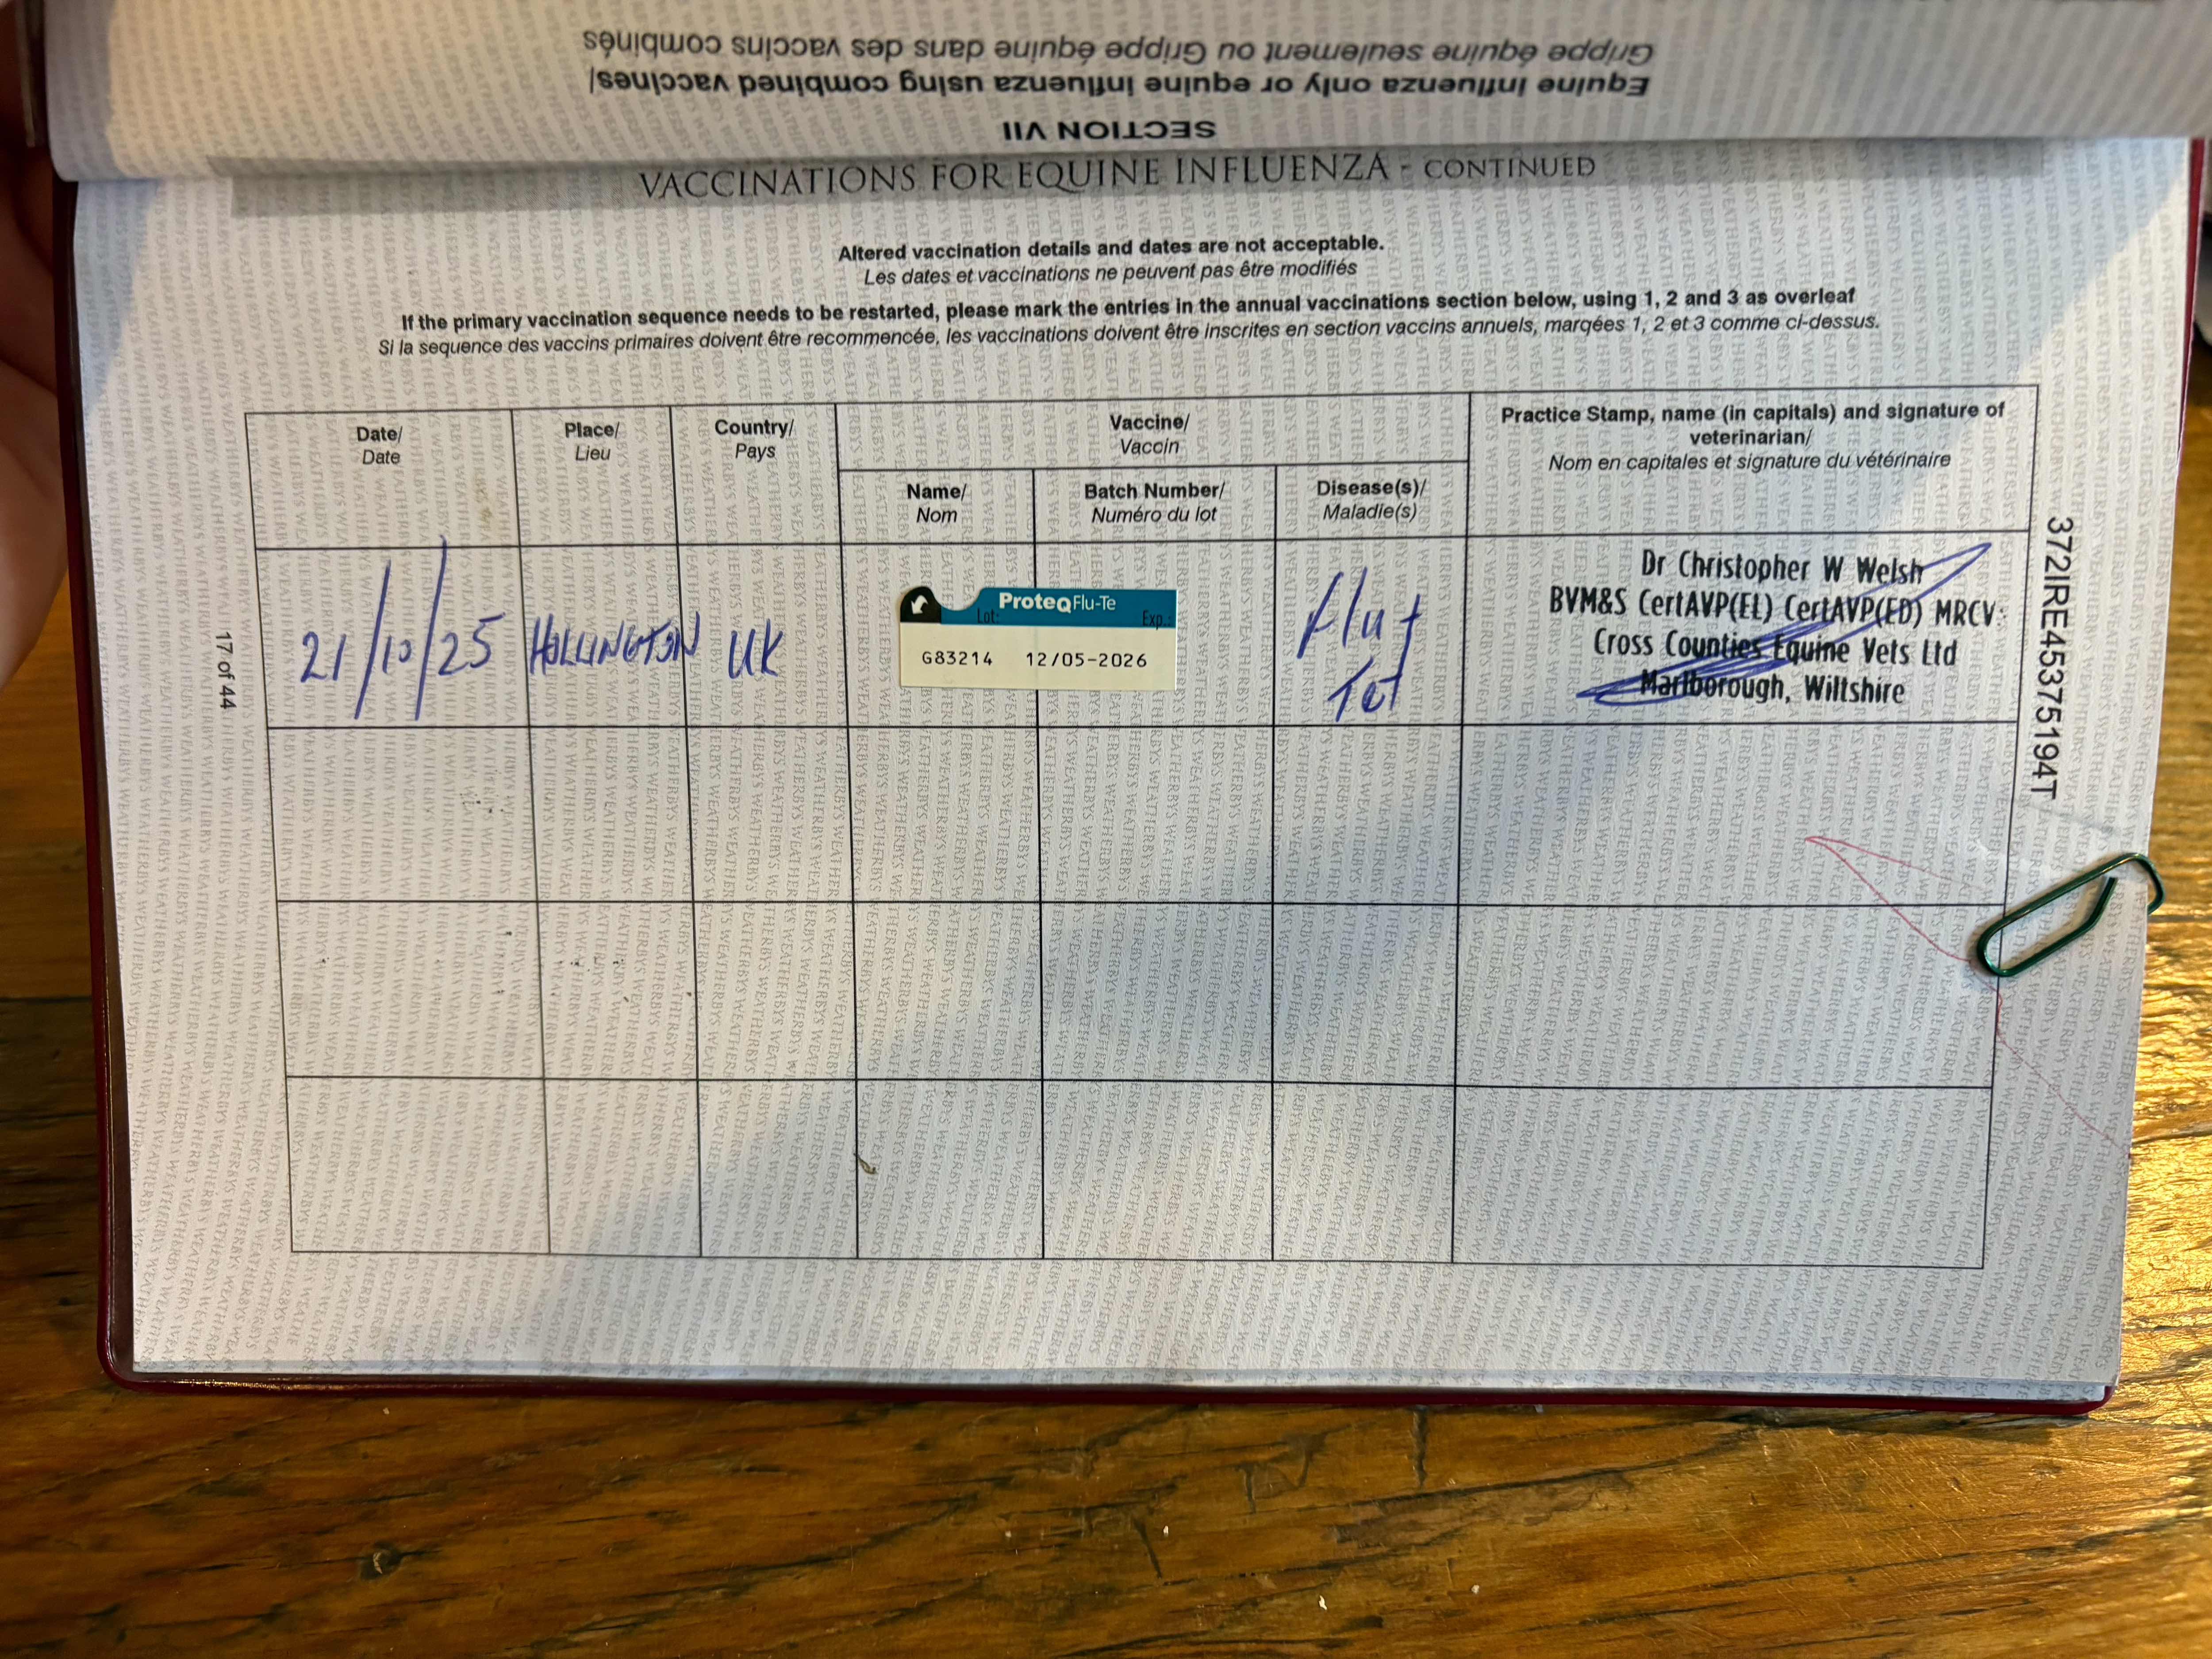 Grippe équine seulement ou Grippe équine dans des vaccins combinés
Equine influenza only or equine influenza using combined vaccines/
SECTION VII
VACCINATIONS FOR EQUINE INFLUENZA - CONTINUED
Altered vaccination details and dates are not acceptable.
Les dates et vaccinations ne peuvent pas être modifiés
If the primary vaccination sequence needs to be restarted, please mark the entries in the annual vaccinations section below, using 1, 2 and 3 as overleaf
Si la sequence des vaccins primaires doivent être recommencée, les vaccinations doivent être inscrites en section vaccins annuels, marqées 1, 2 et 3 comme ci-dessus.
Date/
Date
Place/
Lieu
Country/
Pays
Vaccine/
Vaccin
Name/
Nom
Batch Number/
Numéro du lot
Disease(s)/
Maladie(s)
Practice Stamp, name (in capitals) and signature of
veterinarian/
Nom en capitales et signature du vétérinaire
21/10/25
HOLLINGTON
UK
ProteqFlu-Te
Lot: Exp.:
G83214 12/05-2026
flu +
Tet
Dr Christopher W Welsh
BVM&S CertAVP(EL) CertAVP(ED) MRCV:
Cross Counties Equine Vets Ltd
Marlborough, Wiltshire
372IRE45375194T
17 of 44
WEATHERBYS